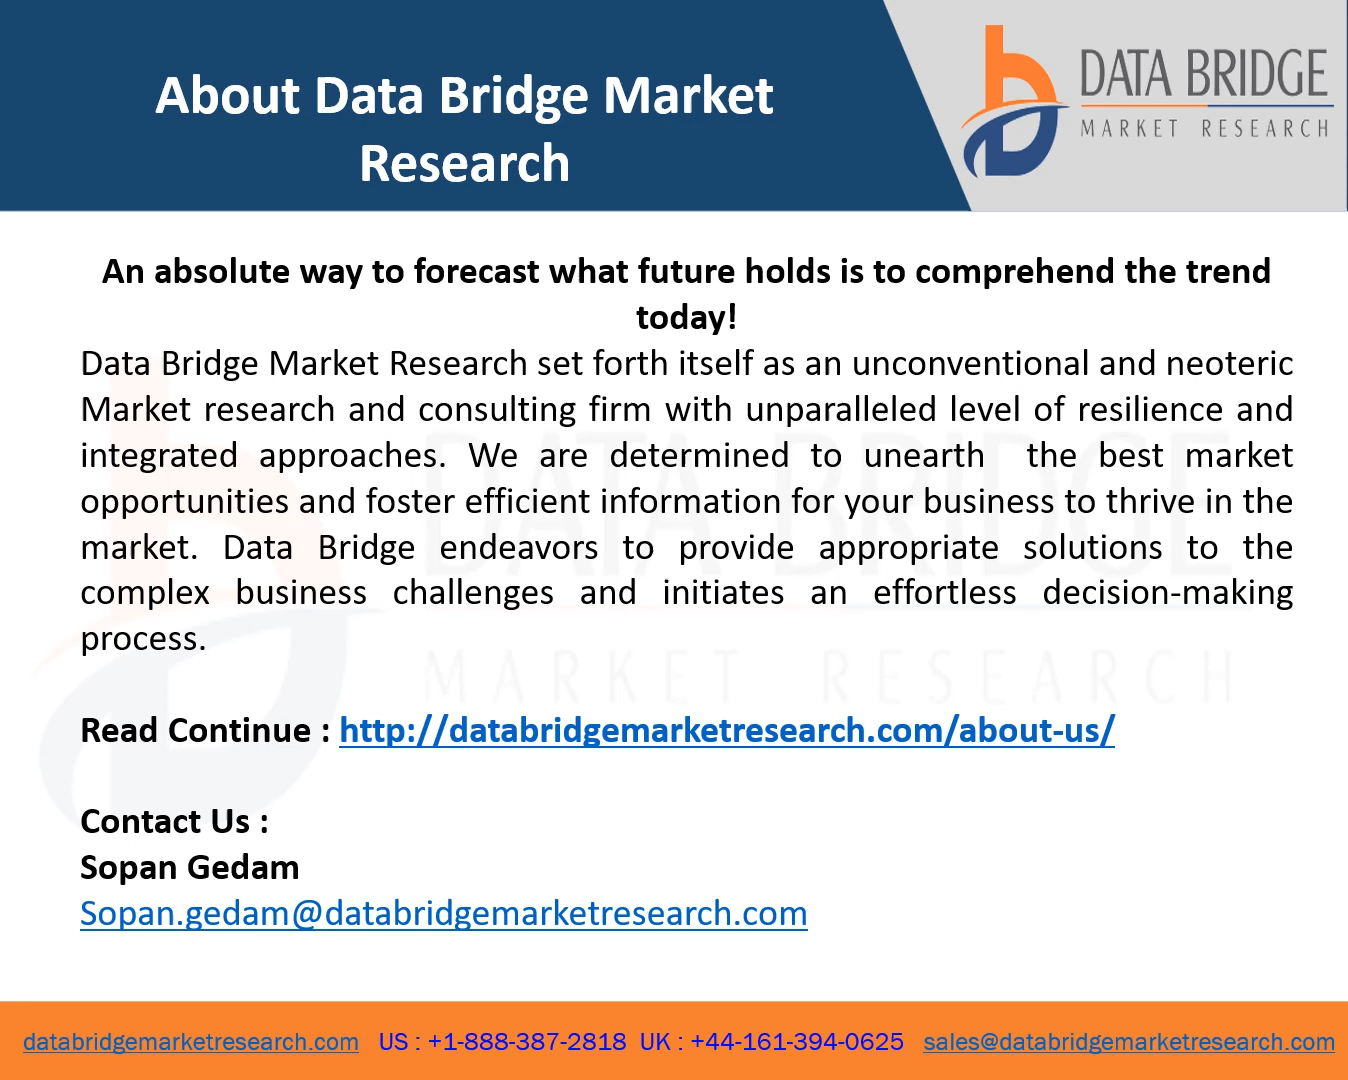 About Data Bridge Market
Research
DATA BRIDGE
MARKET RESEARCH
An absolute way to forecast what future holds is to comprehend the trend
today!
Data Bridge Market Research set forth itself as an unconventional and neoteric
Market research and consulting firm with unparalleled level of resilience and
integrated approaches. We are determined to unearth the best market
opportunities and foster efficient information for your business to thrive in the
market. Data Bridge endeavors to provide appropriate solutions to the
complex business challenges and initiates an effortless decision-making
process.
DATA BRIDGE
MARKET RESEARCH
Read Continue : http://databridgemarketresearch.com/about-us/
Contact Us :
Sopan Gedam
Sopan.gedam@databridgemarketresearch.com
databridgemarketresearch.com US : +1-888-387-2818 UK : +44-161-394-0625 sales@databridgemarketresearch.com